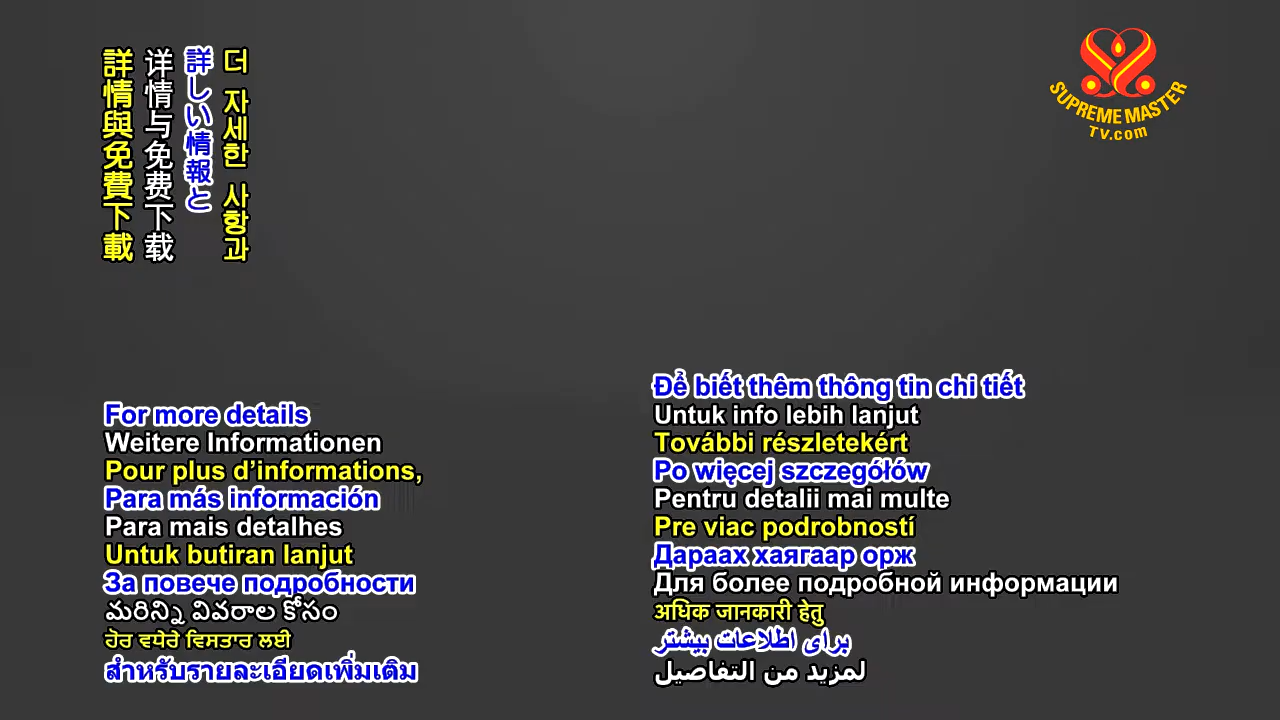 詳情與免費下載
详情与免费下载
詳しい情報と
더 자세한 사항과
SUPREME MASTER
TV.com
For more details
Weitere Informationen
Pour plus d’informations,
Para más información
Para mais detalhes
Untuk butiran lanjut
За повече подробности
మరిన్ని వివరాల కోసం
ਹੋਰ ਵਧੇਰੇ ਵਿਸਤਾਰ ਲਈ
สำหรับรายละเอียดเพิ่มเติม
Để biết thêm thông tin chi tiết
Untuk info lebih lanjut
További részletekért
Po więcej szczegółów
Pentru detalii mai multe
Pre viac podrobností
Дараах хаягаар орж
Для более подробной информации
अधिक जानकारी हेतु
برای اطلاعات بیشتر
لمزيد من التفاصيل